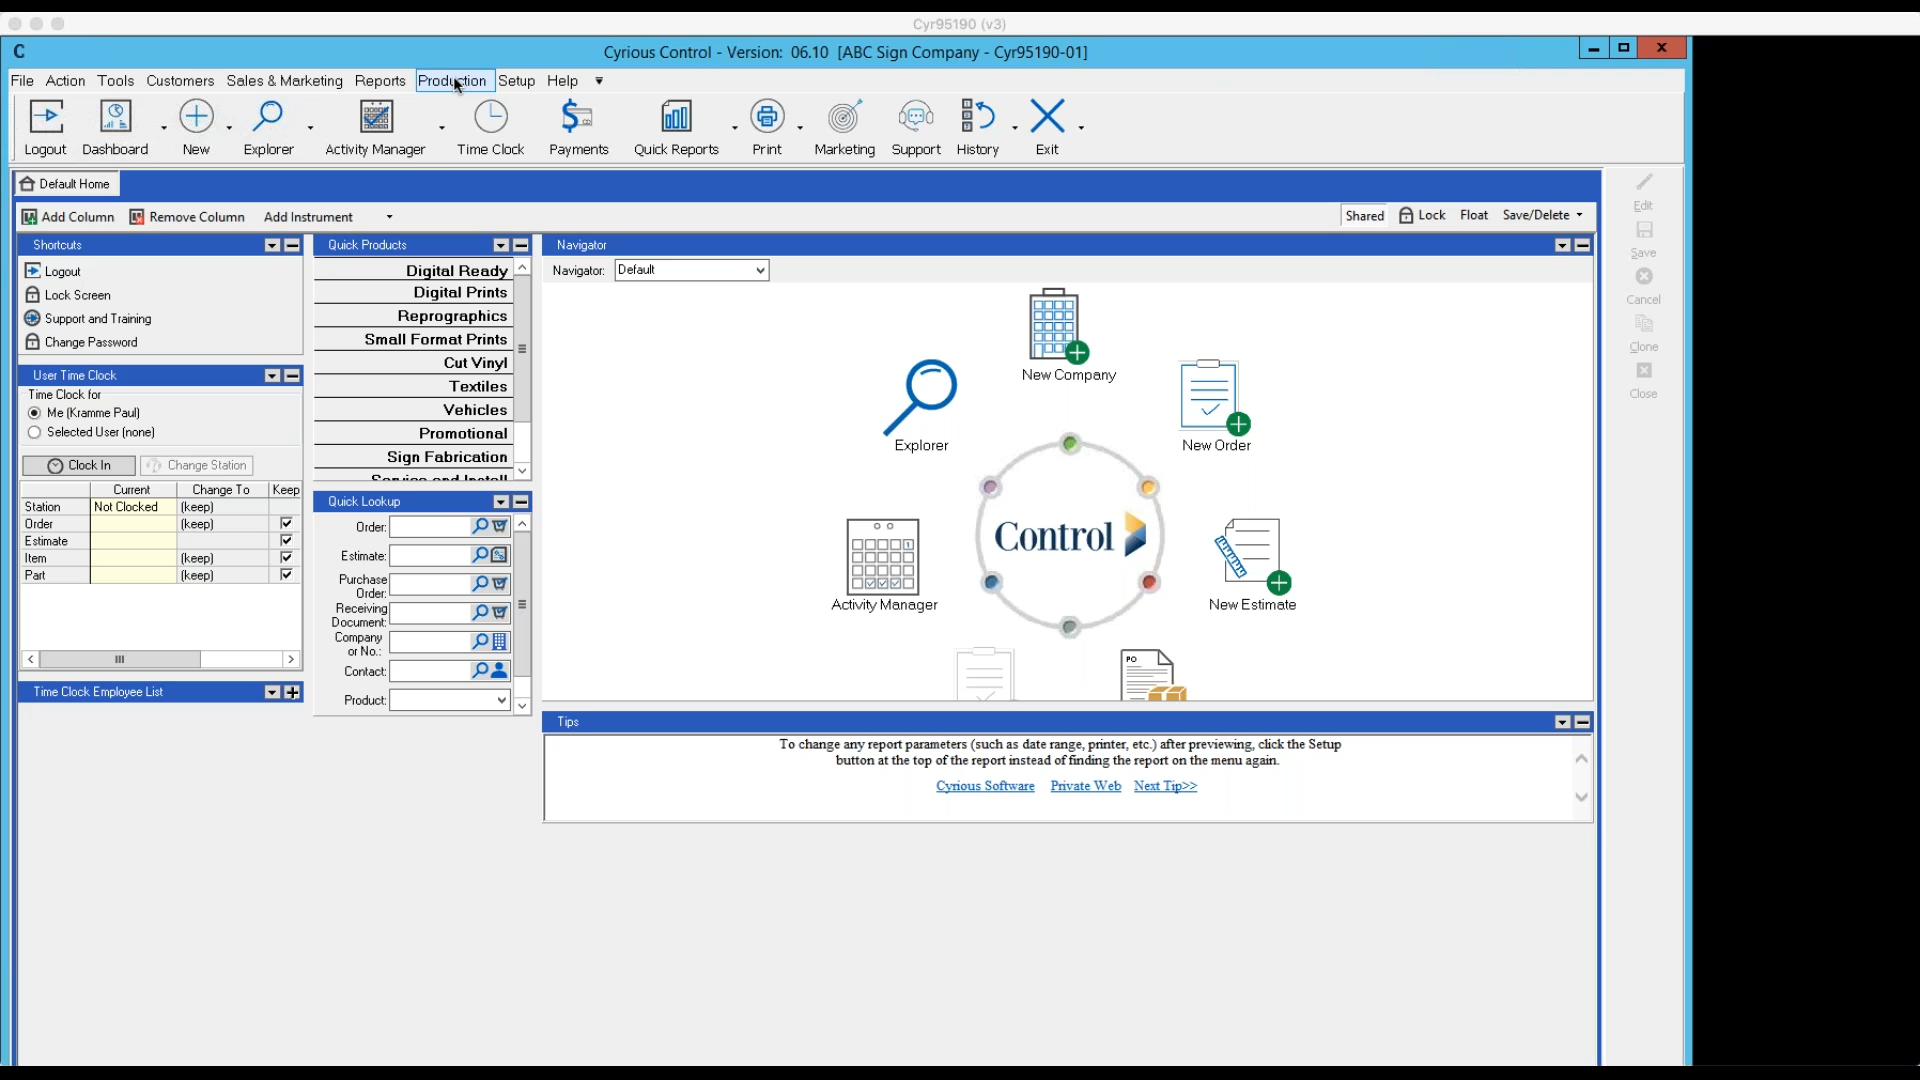 Cyr95190 (v3)
C
Cyrious Control - Version: 06.10 [ABC Sign Company - Cyr95190-01]
File Action Tools Customers Sales & Marketing Reports Production Setup Help
Logout Dashboard New Explorer Activity Manager Time Clock Payments Quick Reports Print Marketing Support History Exit
Default Home
Add Column Remove Column Add Instrument
Shared Lock Float Save/Delete
Edit
Save
Cancel
Clone
Close
Shortcuts
Logout
Lock Screen
Support and Training
Change Password
User Time Clock
Time Clock for
Me (Kramme Paul)
Selected User (none)
Clock In Change Station
Current Change To Keep
Station Not Clocked (keep)
Order (keep)
Estimate
Item (keep)
Part (keep)
Time Clock Employee List
Quick Products
Digital Ready
Digital Prints
Reprographics
Small Format Prints
Cut Vinyl
Textiles
Vehicles
Promotional
Sign Fabrication
Service and Install
Quick Lookup
Order:
Estimate:
Purchase
Order:
Receiving
Document:
Company
or No.:
Contact:
Product:
Navigator
Navigator: Default
New Company
Explorer
New Order
Control
Activity Manager
New Estimate
PO
Tips
To change any report parameters (such as date range, printer, etc.) after previewing, click the Setup
button at the top of the report instead of finding the report on the menu again.
Cyrious Software Private Web Next Tip>>